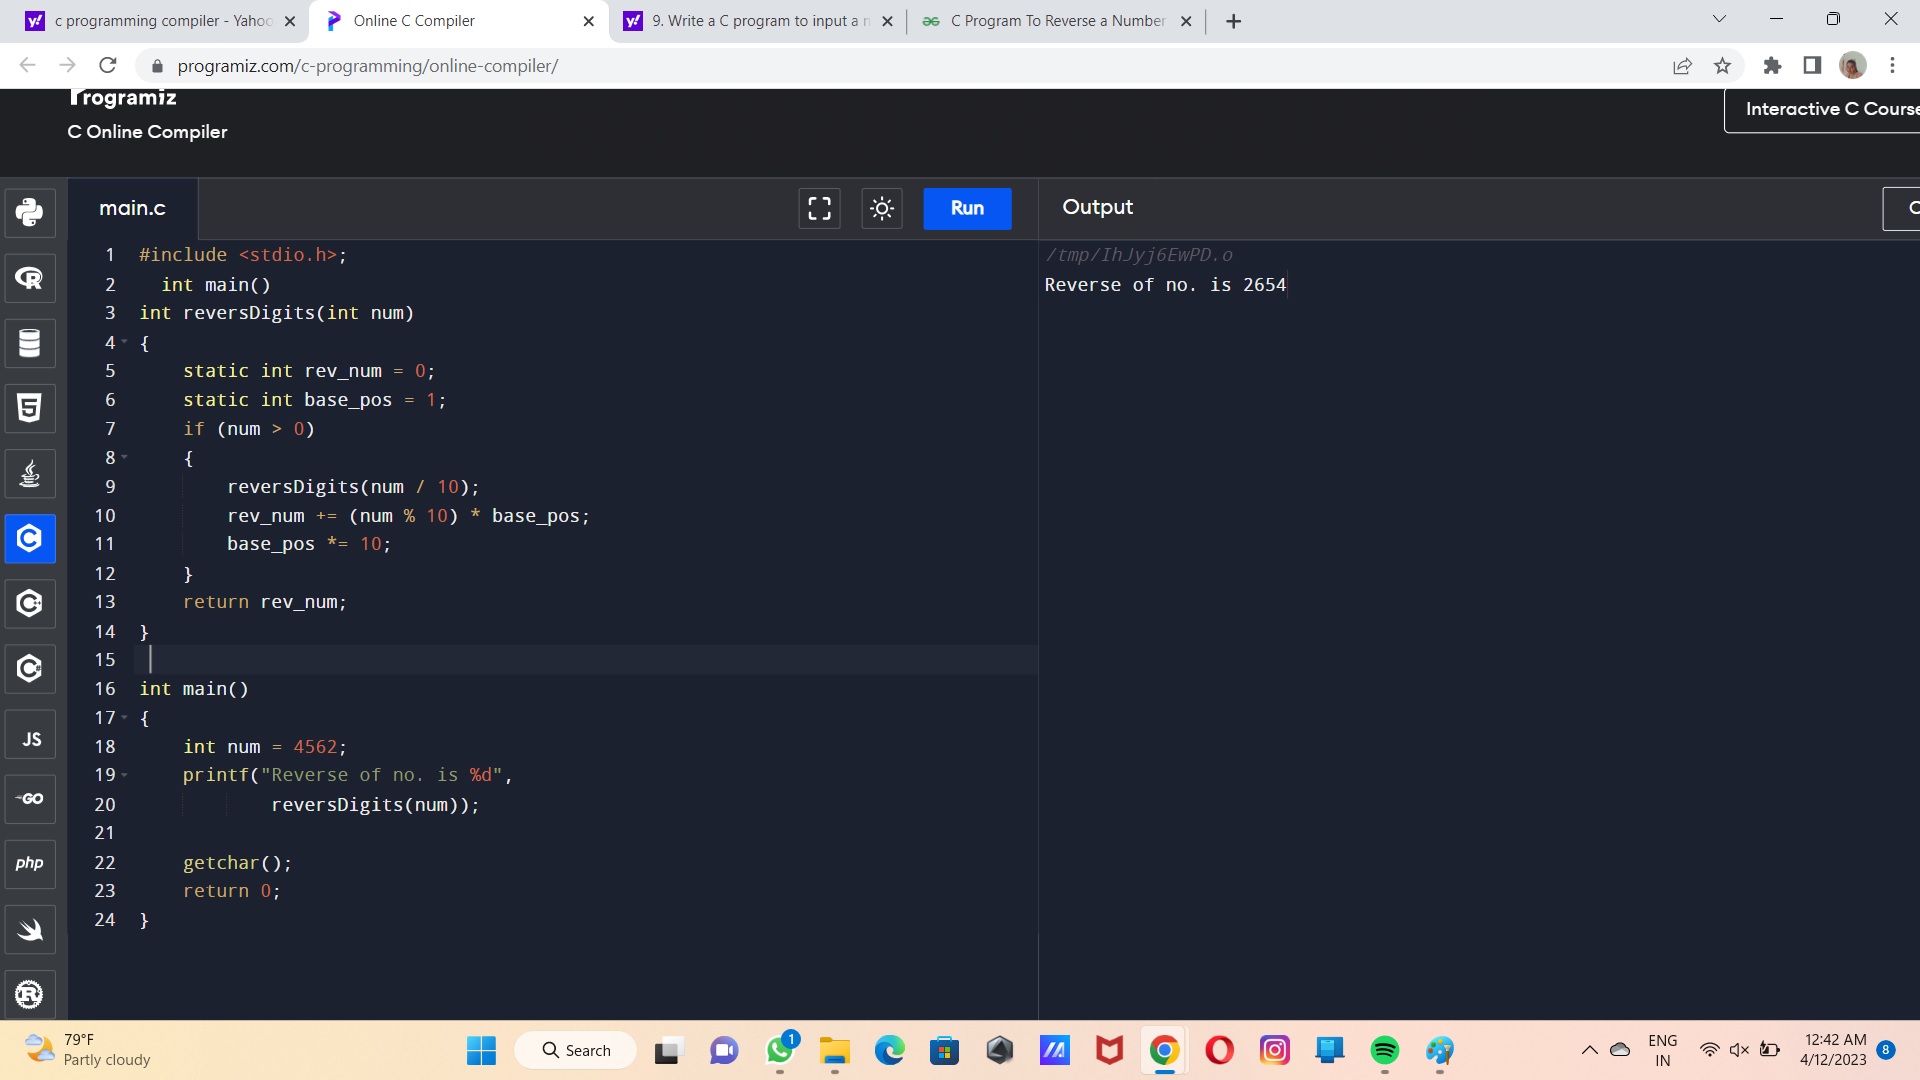 c programming compiler - Yahoo
Online C Compiler
9. Write a C program to input a n
C Program To Reverse a Number
programiz.com/c-programming/online-compiler/
Programiz
C Online Compiler
Interactive C Course
main.c
Run
Output
1 #include <stdio.h>;
2   int main()
3 int reversDigits(int num)
4 {
5     static int rev_num = 0;
6     static int base_pos = 1;
7     if (num > 0)
8     {
9         reversDigits(num / 10);
10         rev_num += (num % 10) * base_pos;
11         base_pos *= 10;
12     }
13     return rev_num;
14 }
15
16 int main()
17 {
18     int num = 4562;
19     printf("Reverse of no. is %d",
20             reversDigits(num));
21
22     getchar();
23     return 0;
24 }
/tmp/IhJyj6EwPD.o
Reverse of no. is 2654
JS
GO
php
79°F
Partly cloudy
Search
1
ENG
IN
12:42 AM
4/12/2023
8